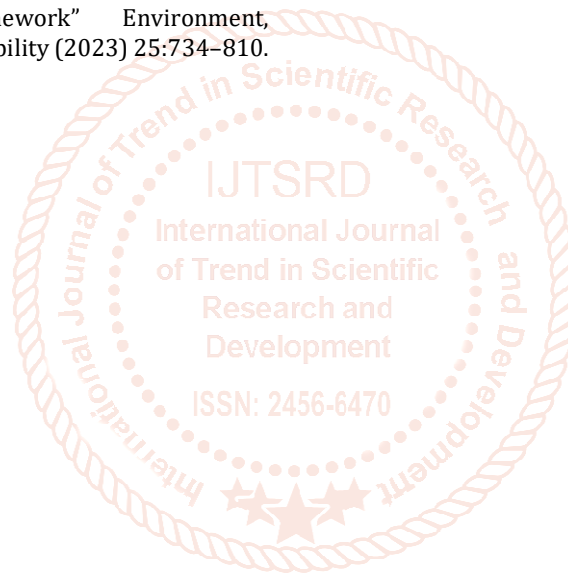 nework” Environment,
bility (2023) 25:734–810.
International Journal of Trend in Scientific Research and Development
IJTSRD
International Journal
of Trend in Scientific
Research and
Development
ISSN: 2456-6470